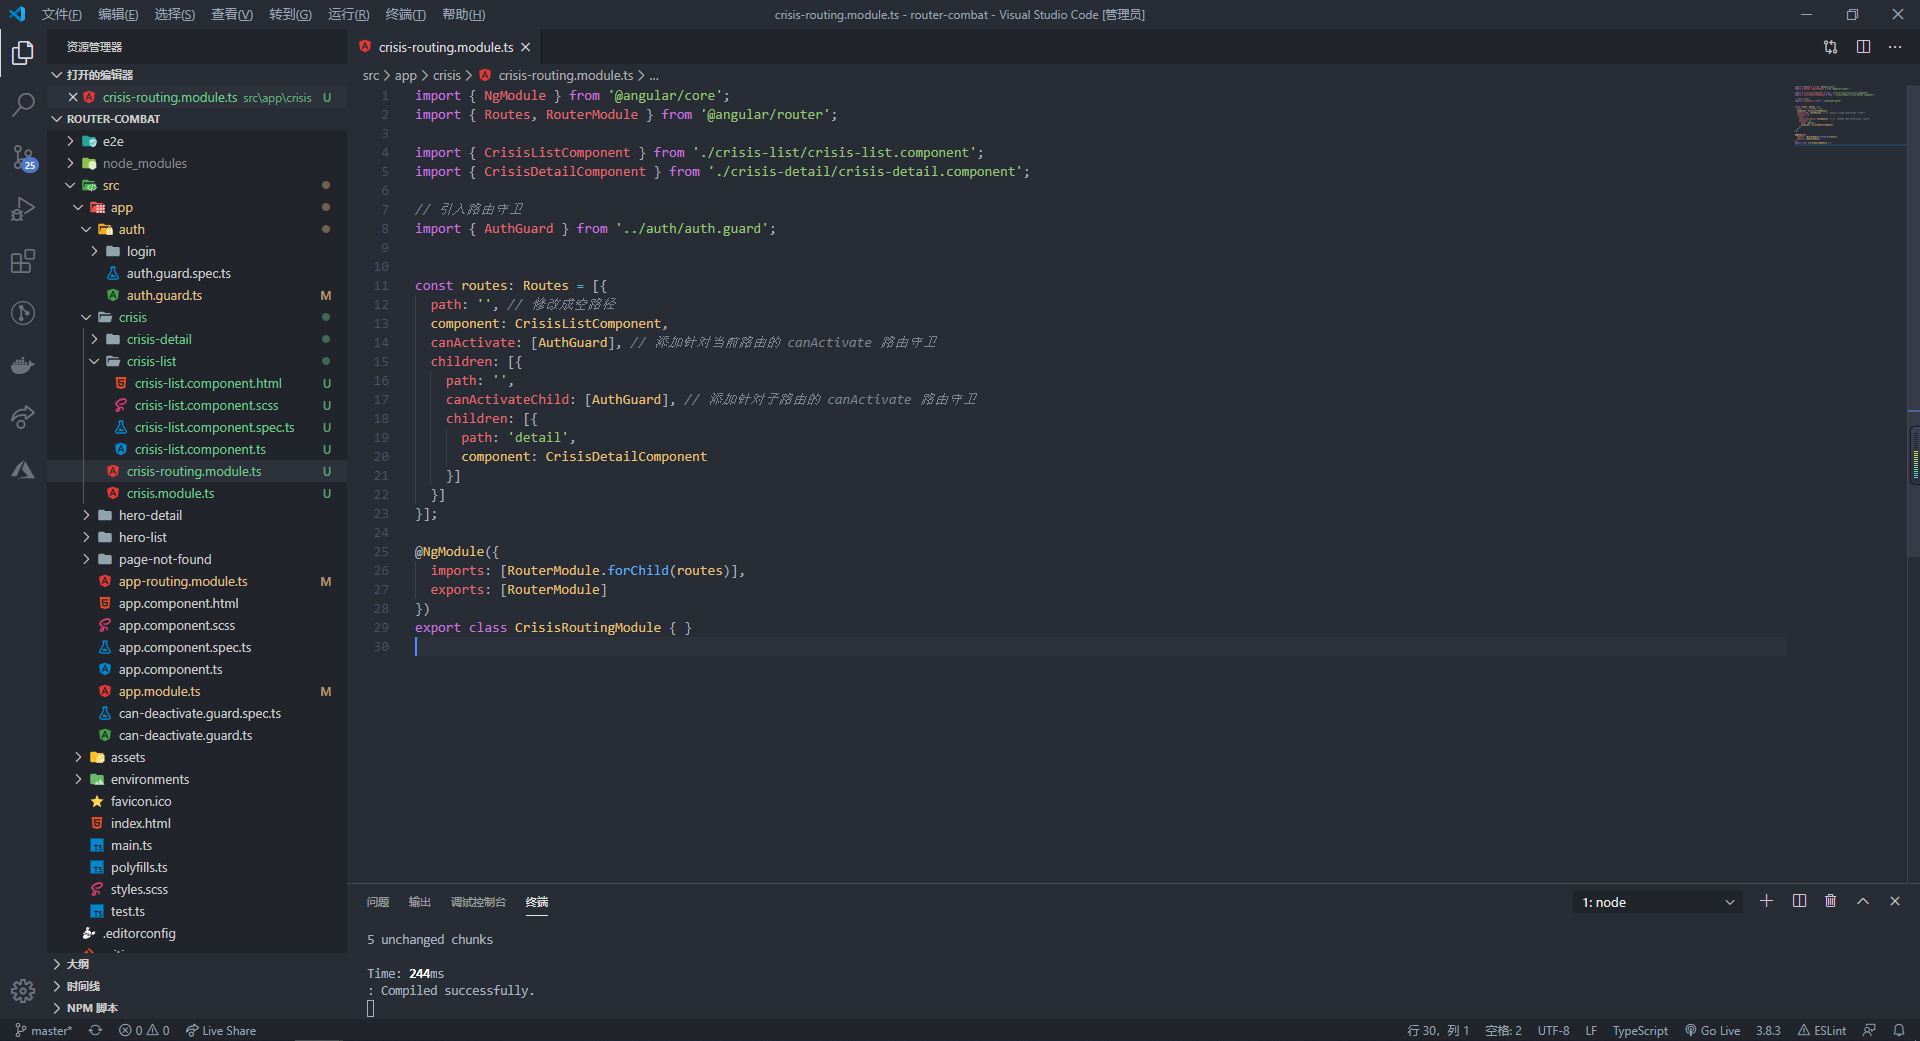 文件(F) 编辑(E) 选择(S) 查看(V) 转到(G) 运行(R) 终端(T) 帮助(H)
crisis-routing.module.ts - router-combat - Visual Studio Code [管理员]
资源管理器
打开的编辑器
crisis-routing.module.ts src\app\crisis U
ROUTER-COMBAT
e2e
node_modules
src
app
auth
login
auth.guard.spec.ts
auth.guard.ts M
crisis
crisis-detail
crisis-list
crisis-list.component.html U
crisis-list.component.scss U
crisis-list.component.spec.ts U
crisis-list.component.ts U
crisis-routing.module.ts U
crisis.module.ts U
hero-detail
hero-list
page-not-found
app-routing.module.ts M
app.component.html
app.component.scss
app.component.spec.ts
app.component.ts
app.module.ts M
can-deactivate.guard.spec.ts
can-deactivate.guard.ts
assets
environments
favicon.ico
index.html
main.ts
polyfills.ts
styles.scss
test.ts
.editorconfig
大纲
时间线
NPM 脚本
25
crisis-routing.module.ts
src > app > crisis > crisis-routing.module.ts > ...
1 import { NgModule } from '@angular/core';
2 import { Routes, RouterModule } from '@angular/router';
3
4 import { CrisisListComponent } from './crisis-list/crisis-list.component';
5 import { CrisisDetailComponent } from './crisis-detail/crisis-detail.component';
6
7 // 引入路由守卫
8 import { AuthGuard } from '../auth/auth.guard';
9
10
11 const routes: Routes = [{
12 path: '', // 修改成空路径
13 component: CrisisListComponent,
14 canActivate: [AuthGuard], // 添加针对当前路由的 canActivate 路由守卫
15 children: [{
16 path: '',
17 canActivateChild: [AuthGuard], // 添加针对子路由的 canActivate 路由守卫
18 children: [{
19 path: 'detail',
20 component: CrisisDetailComponent
21 }]
22 }]
23 }];
24
25 @NgModule({
26 imports: [RouterModule.forChild(routes)],
27 exports: [RouterModule]
28 })
29 export class CrisisRoutingModule { }
30
问题 输出 调试控制台 终端
1: node
5 unchanged chunks
Time: 244ms
: Compiled successfully.
master* 0 0 Live Share
行 30，列 1 空格: 2 UTF-8 LF TypeScript Go Live 3.8.3 ESLint